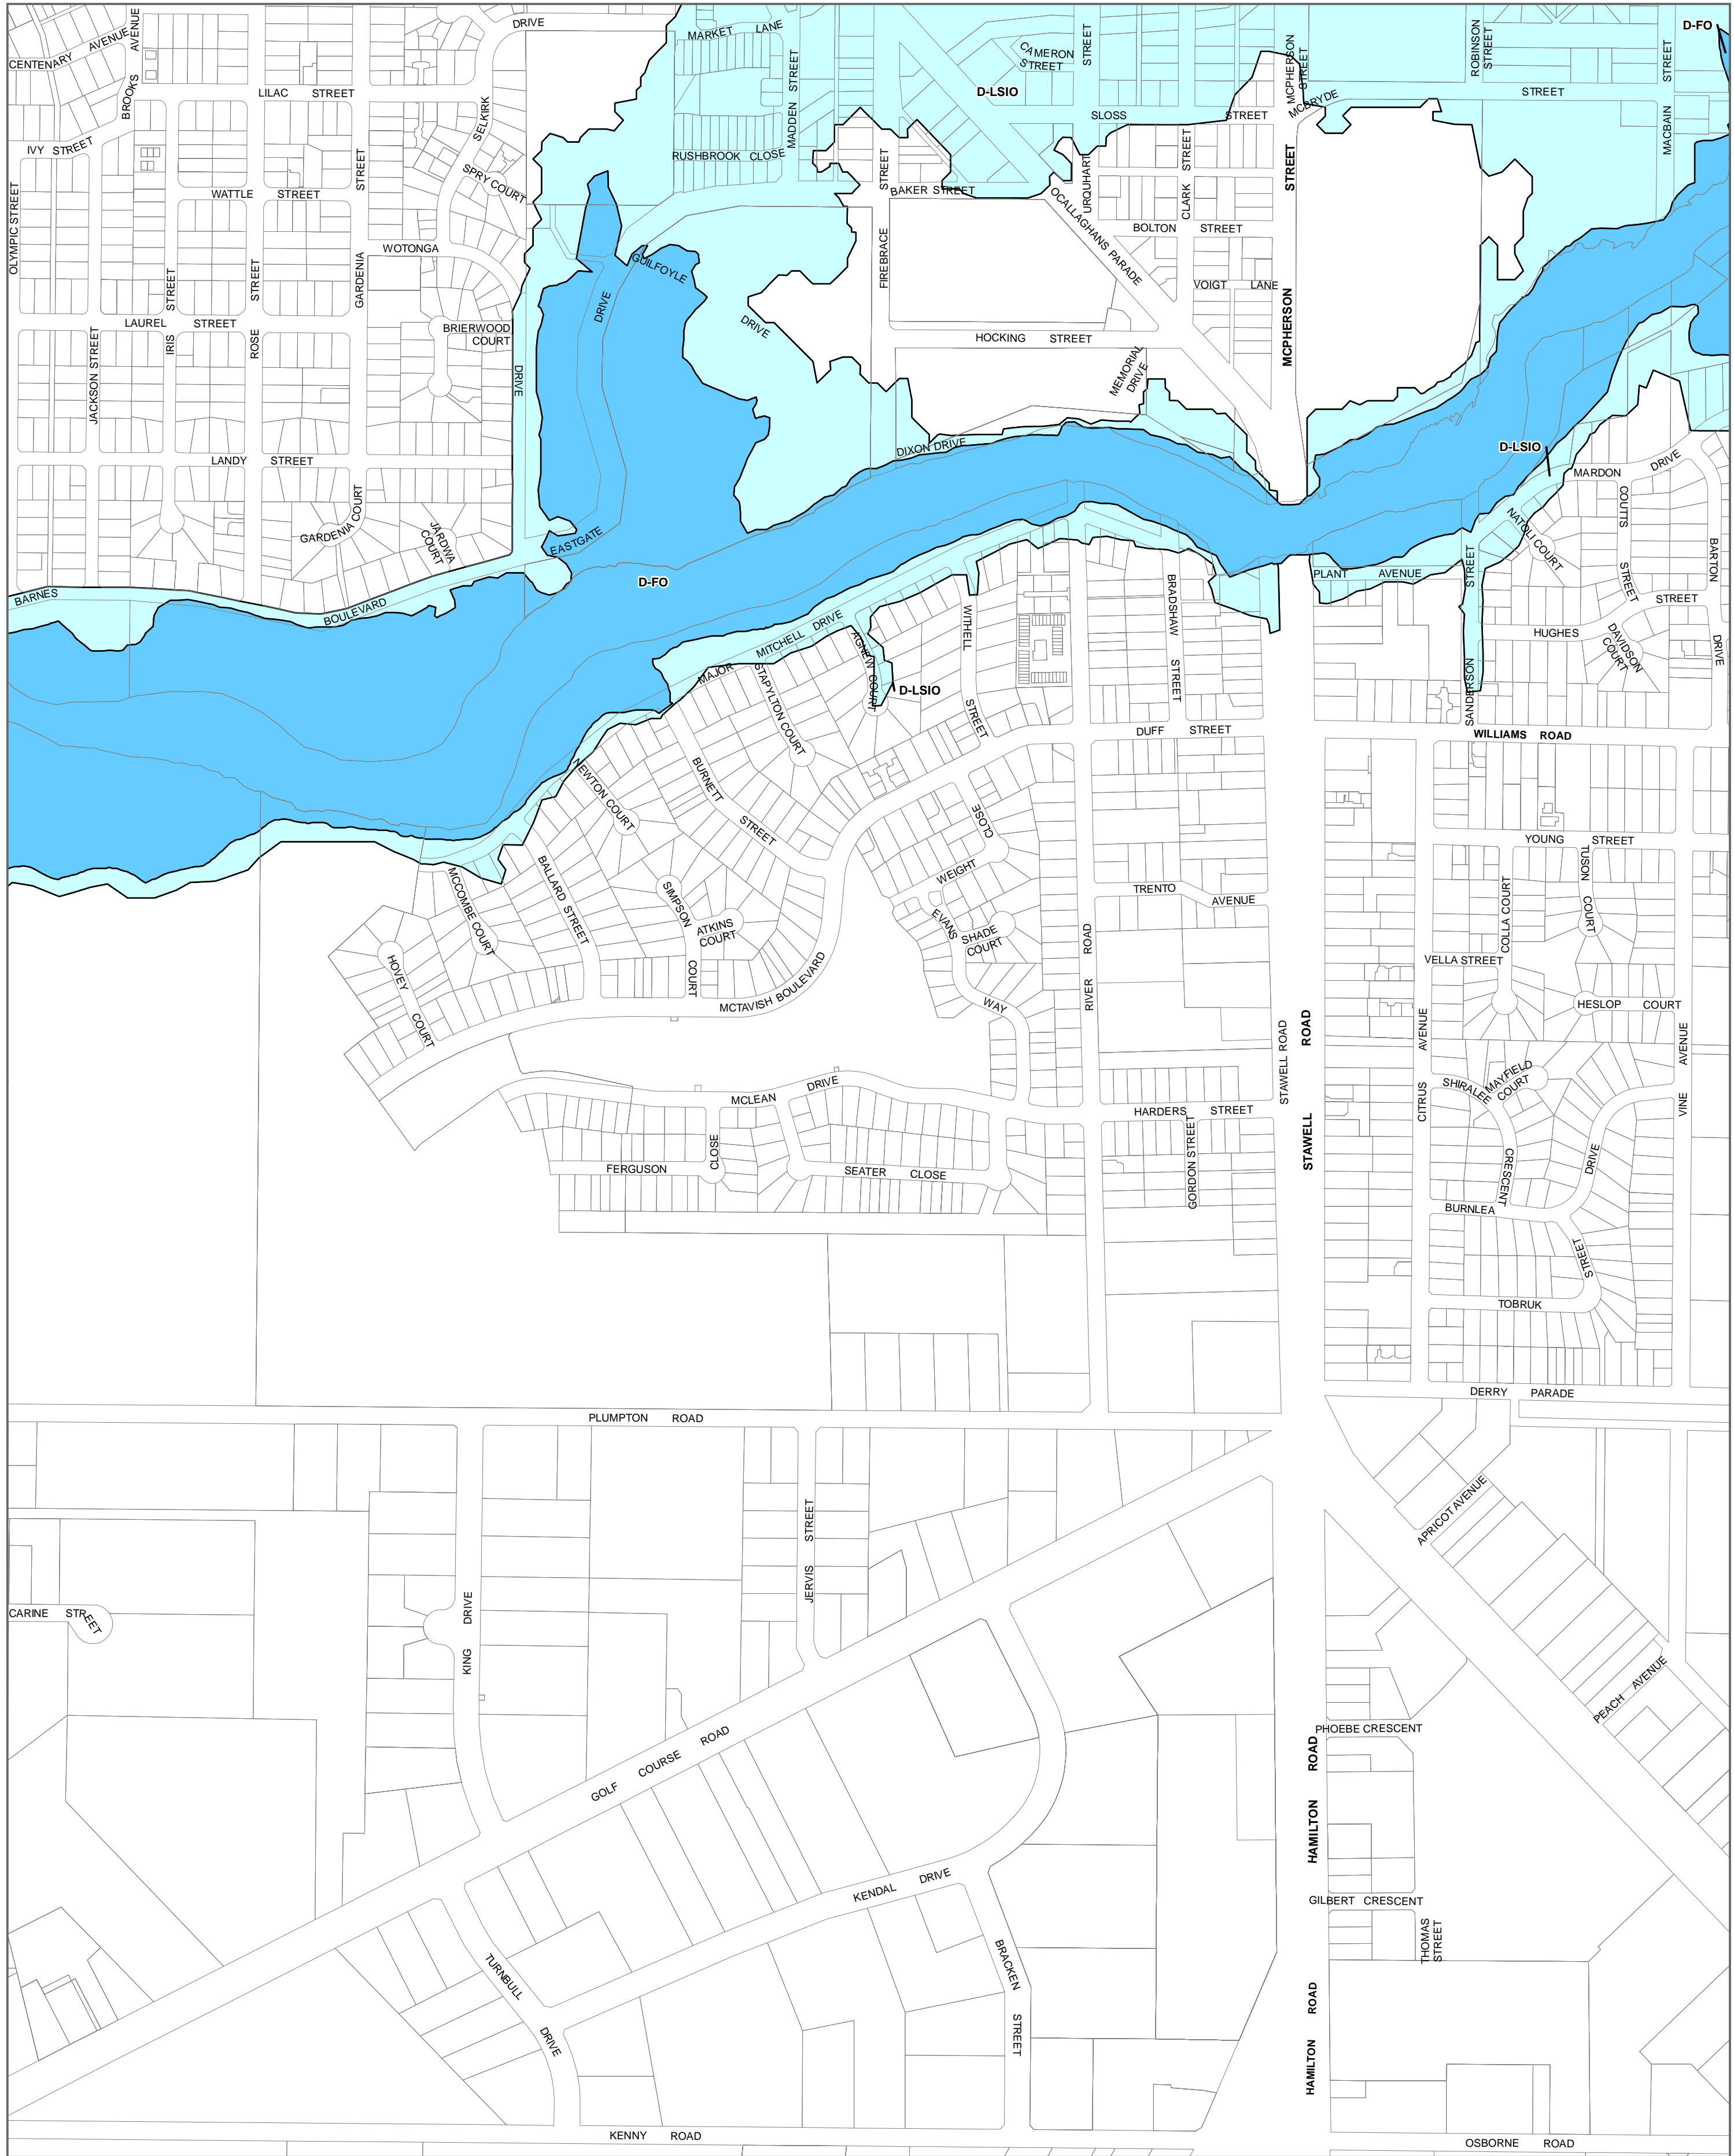 DRIVE
MARKET LANE
D-FO
CENTENARY AVENUE
BROOKS AVENUE
CAMERON STREET
STREET
MCPHERSON STREET
ROBINSON STREET
STREET
MADDEN STREET
LILAC STREET
SELKIRK
D-LSIO
MCBRYDE STREET
SLOSS STREET
MACBAIN
IVY STREET
RUSHBROOK CLOSE
SPRY COURT
WATTLE STREET
BAKER STREET
URQUHART
CLARK STREET
OCALLAGHANS PARADE
MCPHERSON STREET
OLYMPIC STREET
GARDENIA STREET
WOTONGA
GUILFOYLE
DRIVE
DRIVE
FIREBRACE STREET
BOLTON STREET
VOIGT LANE
LAUREL STREET
IRIS STREET
ROSE STREET
JACKSON STREET
BRIERWOOD COURT
DRIVE
HOCKING STREET
MEMORIAL DRIVE
LANDY STREET
DIXON DRIVE
D-LSIO
MARDON DRIVE
GARDENIA COURT
JARDWA COURT
EASTGATE
COUTTS STREET
NATOLI COURT
BARTON DRIVE
BARNES BOULEVARD
D-FO
PLANT AVENUE
SANDERSON STREET
STREET
HUGHES
DAVIDSON COURT
MAJOR MITCHELL DRIVE
AGNEW COURT
STAPYLTON COURT
D-LSIO
WITHELL STREET
BRADSHAW STREET
DUFF STREET
WILLIAMS ROAD
NEWTON COURT
BURNETT STREET
CLOSE
WEIGHT
YOUNG STREET
TUSON COURT
BALLARD STREET
MCCOMBE COURT
SIMPSON COURT
ATKINS COURT
EVANS WAY
SHADE COURT
TRENTO AVENUE
COLLA COURT
HOVEY COURT
MCTAVISH BOULEVARD
RIVER ROAD
VELLA STREET
HESLOP COURT
STAWELL ROAD
STAWELL ROAD
CITRUS AVENUE
VINE AVENUE
MCLEAN DRIVE
SHIRALEE CRESCENT
MAYFIELD COURT
HARDERS STREET
GORDON STREET
FERGUSON CLOSE
SEATER CLOSE
DRIVE
BURNLEA
STREET
TOBRUK
DERRY PARADE
PLUMPTON ROAD
APRICOT AVENUE
JERVIS STREET
CARINE STREET
KING DRIVE
PEACH AVENUE
GOLF COURSE ROAD
PHOEBE CRESCENT
HAMILTON ROAD
KENDAL DRIVE
GILBERT CRESCENT
THOMAS STREET
TURNBULL DRIVE
BRACKEN STREET
HAMILTON ROAD
KENNY ROAD
OSBORNE ROAD